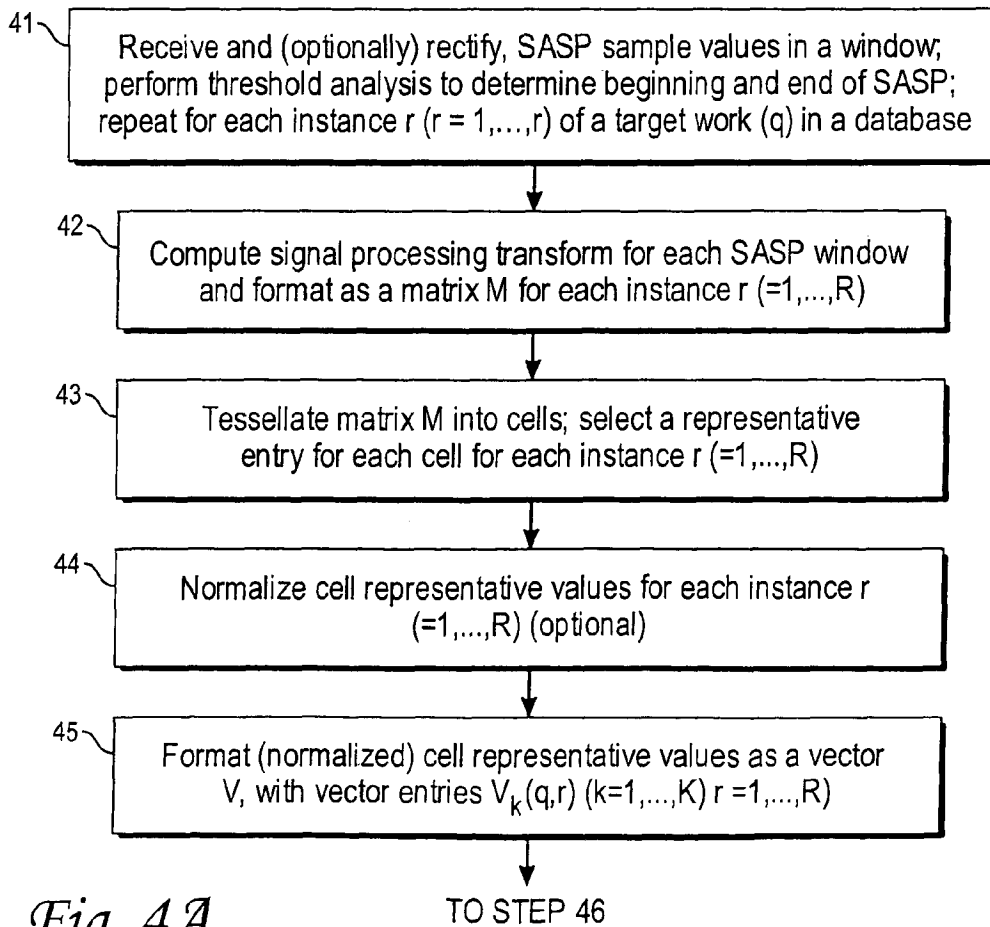 41
Receive and (optionally) rectify, SASP sample values in a window;
perform threshold analysis to determine beginning and end of SASP;
repeat for each instance r (r = 1,...,r) of a target work (q) in a database
42
Compute signal processing transform for each SASP window
and format as a matrix M for each instance r (=1,...,R)
43
Tessellate matrix M into cells; select a representative
entry for each cell for each instance r (=1,...,R)
44
Normalize cell representative values for each instance r
(=1,...,R) (optional)
45
Format (normalized) cell representative values as a vector
V, with vector entries V_k(q,r) (k=1,...,K) r =1,...,R)
TO STEP 46
Fig. 4A